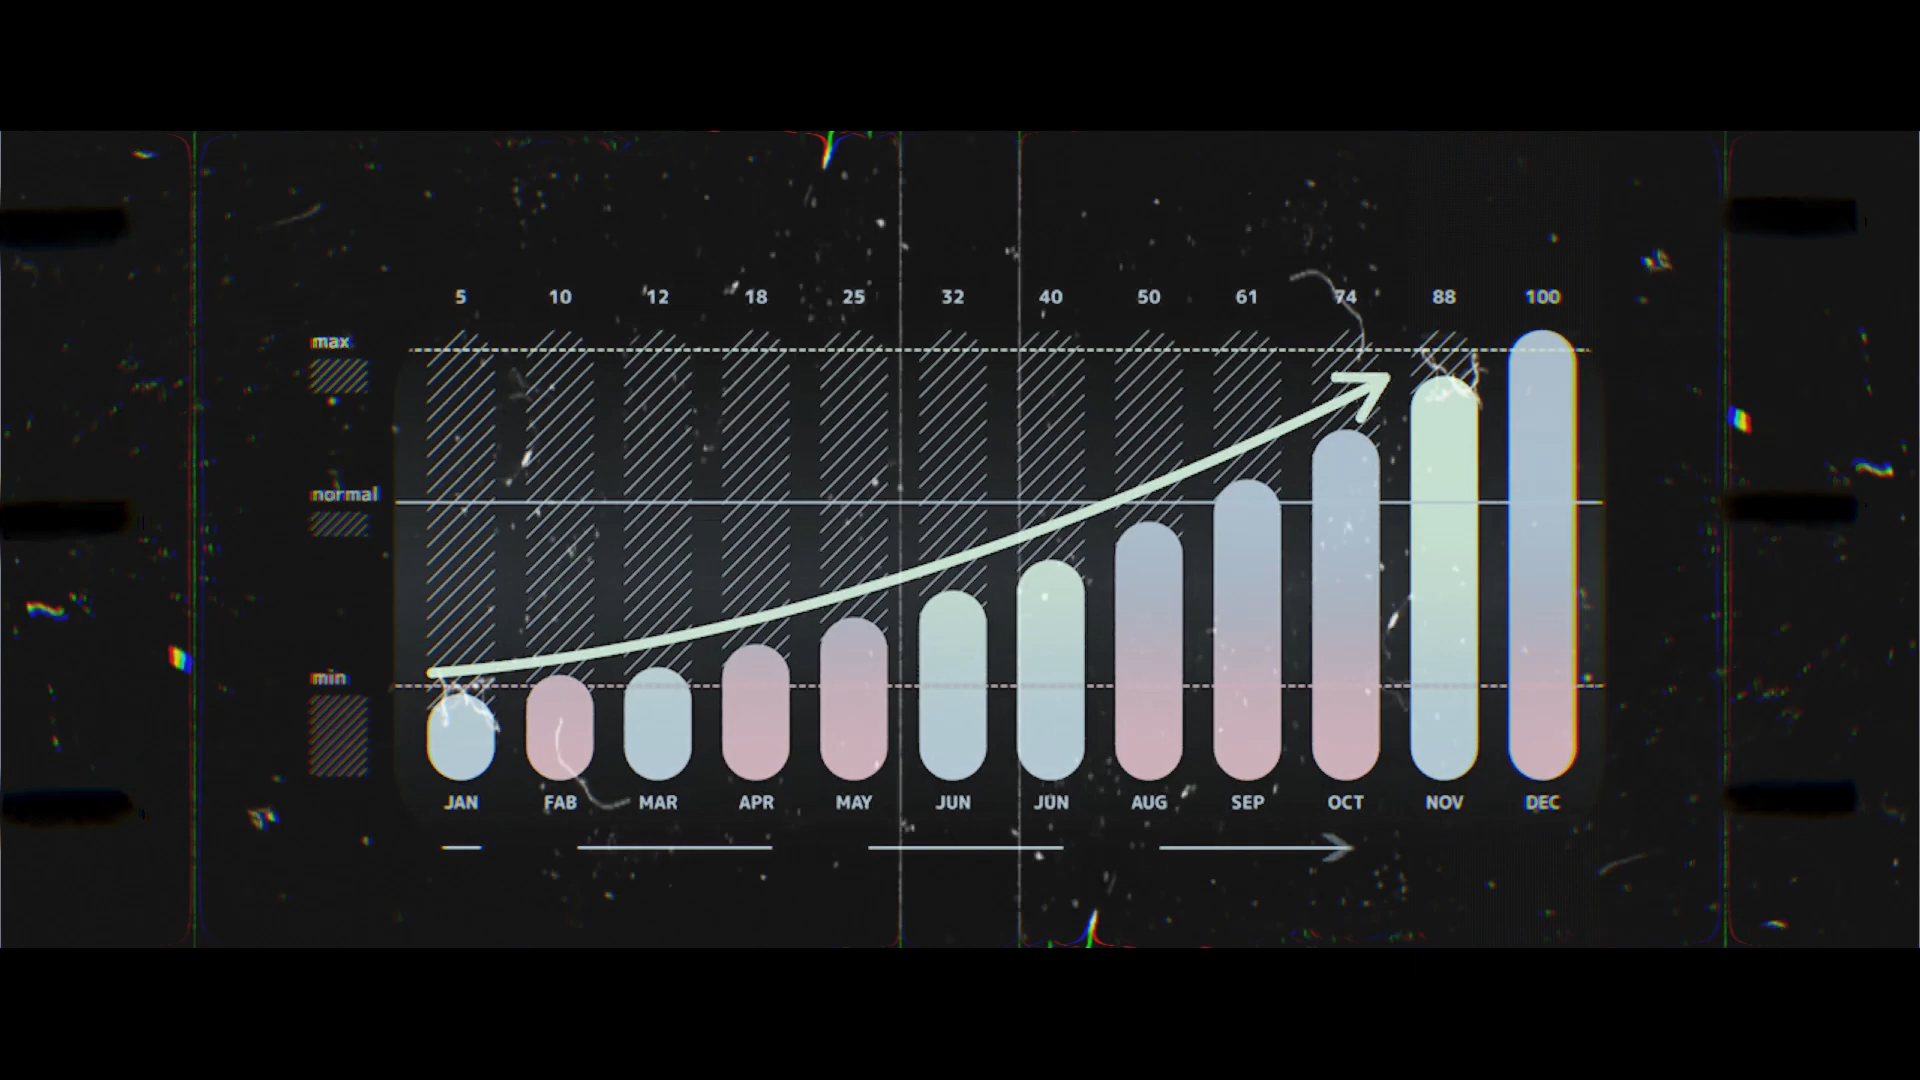 5 10 12 18 25 32 40 50 61 74 88 100
max
normal
min
JAN FAB MAR APR MAY JUN JUN AUG SEP OCT NOV DEC